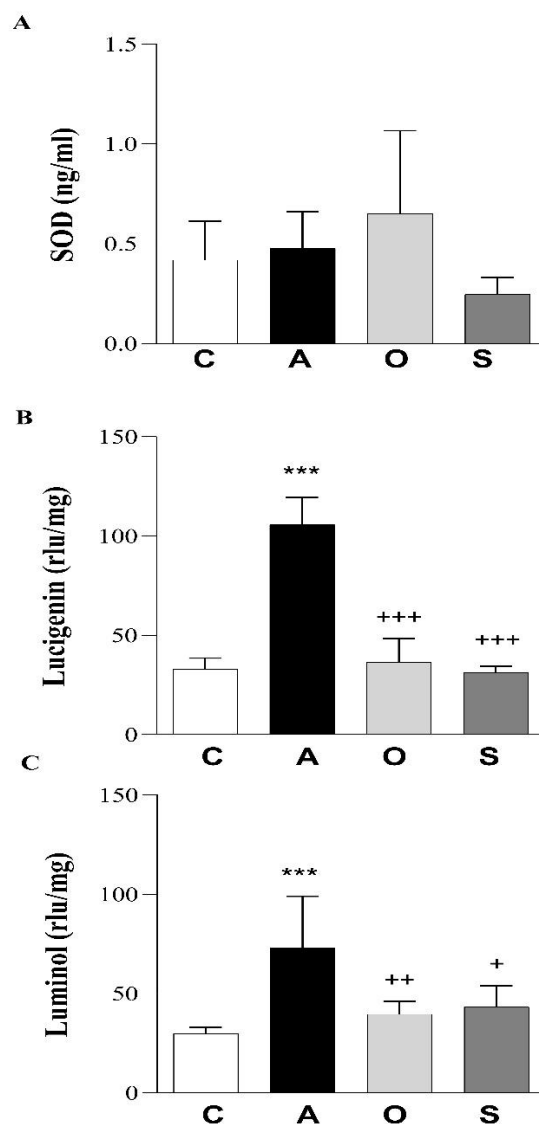 A
SOD (ng/ml)
1.5
1.0
0.5
0.0
C A O S
B
Lucigenin (rlu/mg)
150
100
50
0
***
+++
+++
C A O S
C
Luminol (rlu/mg)
150
100
50
0
***
++
+
C A O S